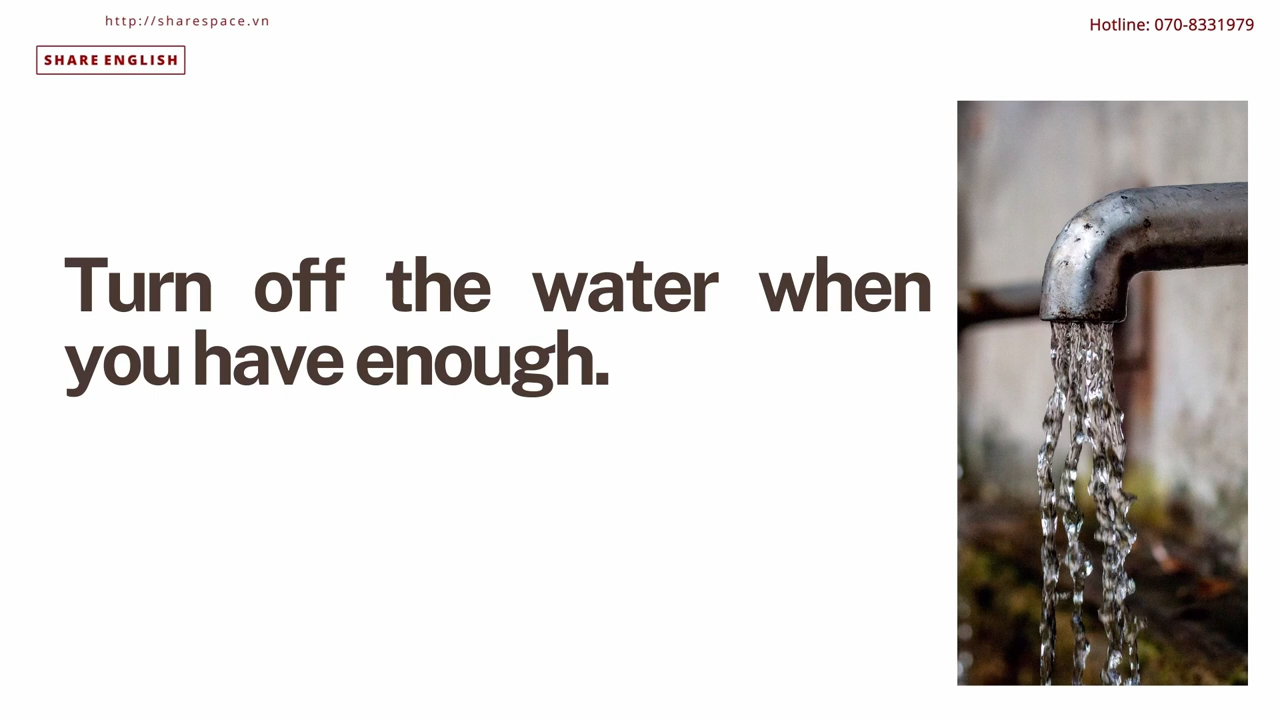 http://sharespace.vn
Hotline: 070-8331979
SHARE ENGLISH
Turn off the water when
you have enough.